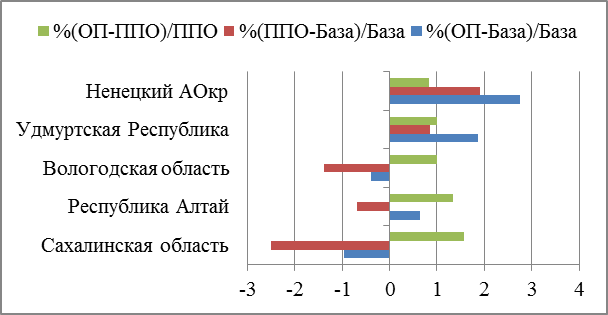 %(ОП-ППО)/ППО %(ППО-База)/База %(ОП-База)/База
Ненецкий АОкр
Удмуртская Республика
Вологодская область
Республика Алтай
Сахалинская область
-3 -2 -1 0 1 2 3 4